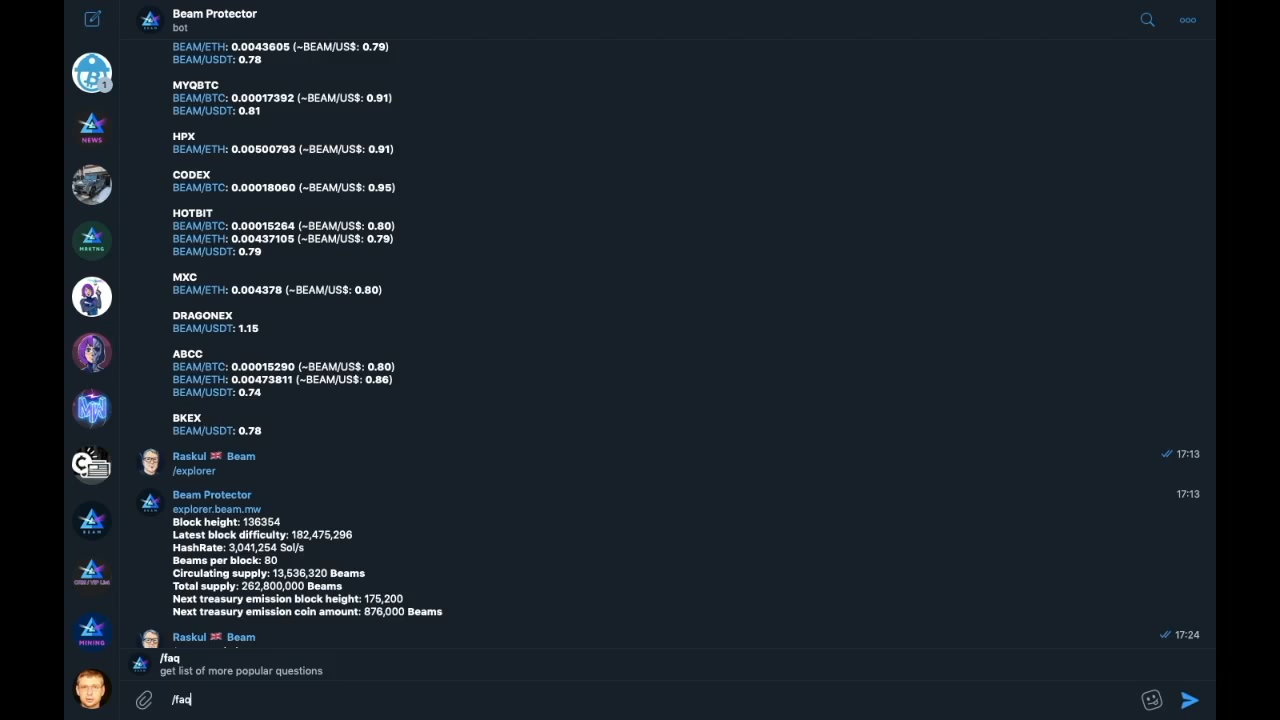 Beam Protector
bot
BEAM/ETH: 0.0043605 (~BEAM/US$: 0.79)
BEAM/USDT: 0.78
MYQBTC
BEAM/BTC: 0.00017392 (~BEAM/US$: 0.91)
BEAM/USDT: 0.81
HPX
BEAM/ETH: 0.00500793 (~BEAM/US$: 0.91)
CODEX
BEAM/BTC: 0.00018060 (~BEAM/US$: 0.95)
HOTBIT
BEAM/BTC: 0.00015264 (~BEAM/US$: 0.80)
BEAM/ETH: 0.00437105 (~BEAM/US$: 0.79)
BEAM/USDT: 0.79
MXC
BEAM/ETH: 0.004378 (~BEAM/US$: 0.80)
DRAGONEX
BEAM/USDT: 1.15
ABCC
BEAM/BTC: 0.00015290 (~BEAM/US$: 0.80)
BEAM/ETH: 0.00473811 (~BEAM/US$: 0.86)
BEAM/USDT: 0.74
BKEX
BEAM/USDT: 0.78
Raskul 🇬🇧 Beam 17:13
/explorer
Beam Protector 17:13
explorer.beam.mw
Block height: 136354
Latest block difficulty: 182,475,296
HashRate: 3,041,254 Sol/s
Beams per block: 80
Circulating supply: 13,536,320 Beams
Total supply: 262,800,000 Beams
Next treasury emission block height: 175,200
Next treasury emission coin amount: 876,000 Beams
Raskul 🇬🇧 Beam 17:24
/faq
get list of more popular questions
/faq
1
NEWS
MRKTNG
MW
BEAM
MINING